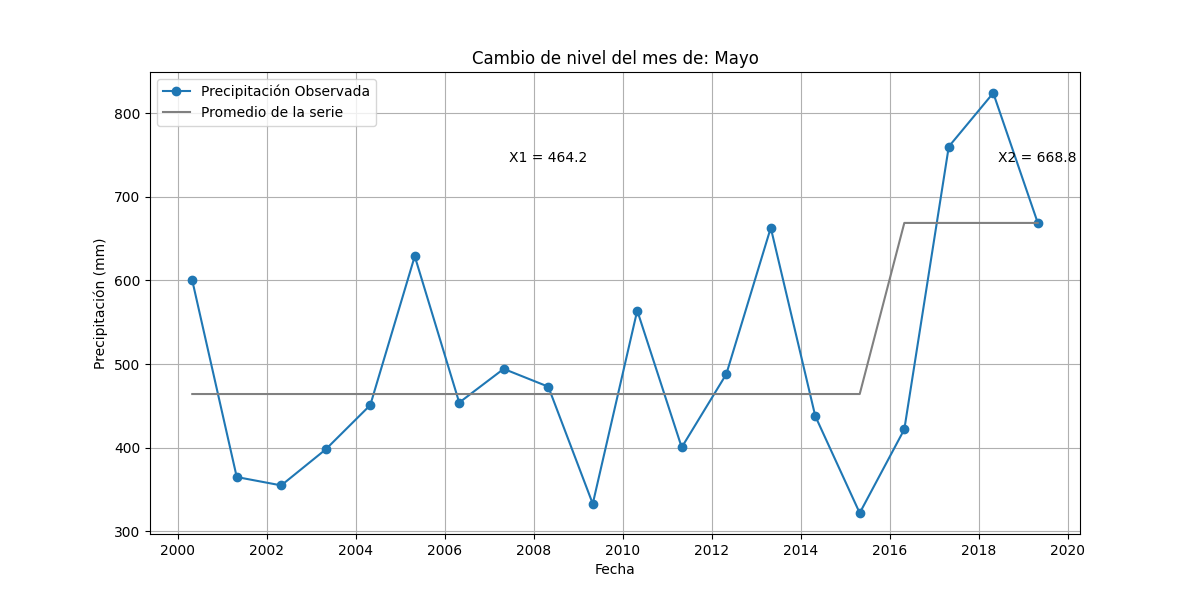 Cambio de nivel del mes de: Mayo
Precipitación Observada
Promedio de la serie
X1 = 464.2
X2 = 668.8
Precipitación (mm)
800
700
600
500
400
300
2000 2002 2004 2006 2008 2010 2012 2014 2016 2018 2020
Fecha